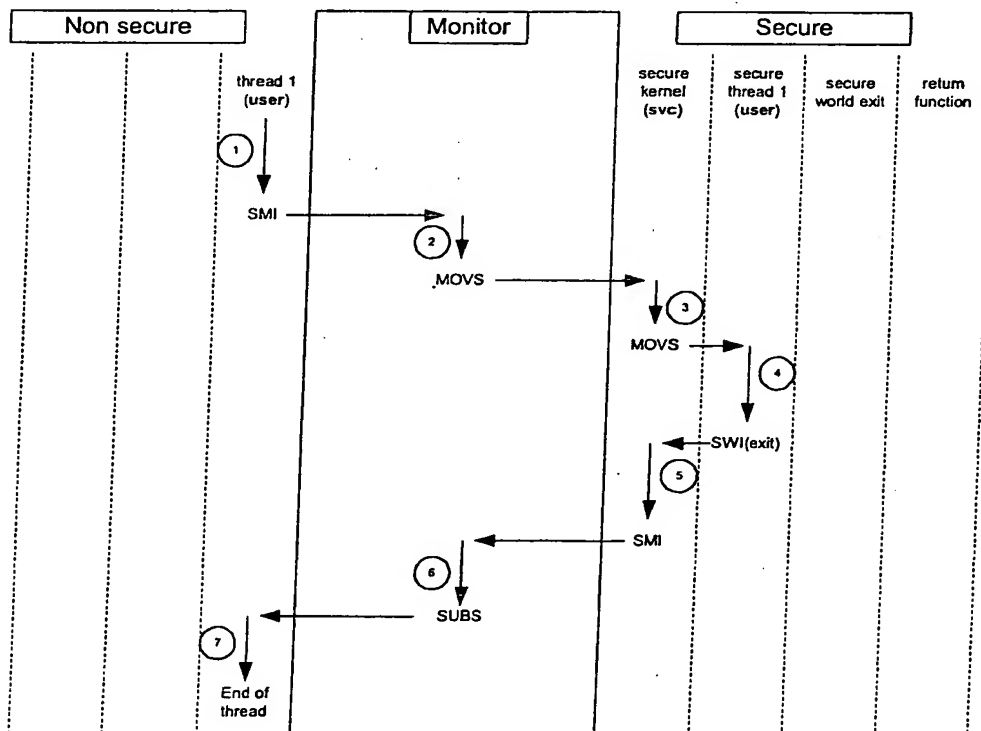 Non secure
Monitor
Secure
thread 1
(user)
secure
kernel
(svc)
secure
thread 1
(user)
secure
world exit
return
function
1
SMI
2
MOVS
3
MOVS
4
SWI(exit)
5
SMI
6
SUBS
7
End of
thread